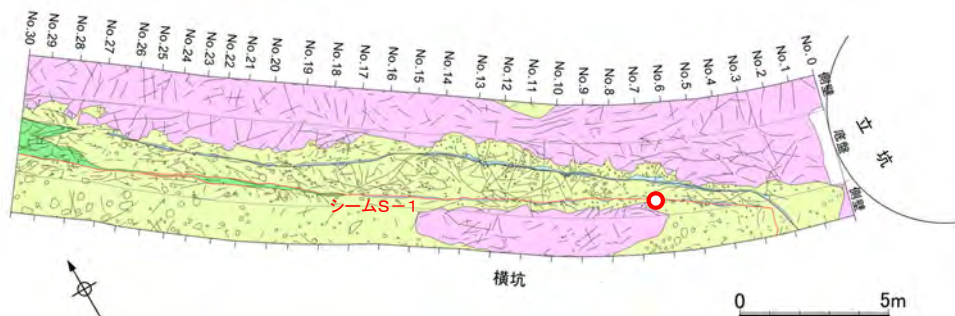 No.30
No.29
No.28
No.27
No.26
No.25
No.24
No.23
No.22
No.21
No.20
No.19
No.18
No.17
No.16
No.15
No.14
No.13
No.12
No.11
No.10
No.9
No.8
No.7
No.6
No.5
No.4
No.3
No.2
No.1
No.0
側壁
底盤
側壁
立坑
シームS-1
横坑
0
5m